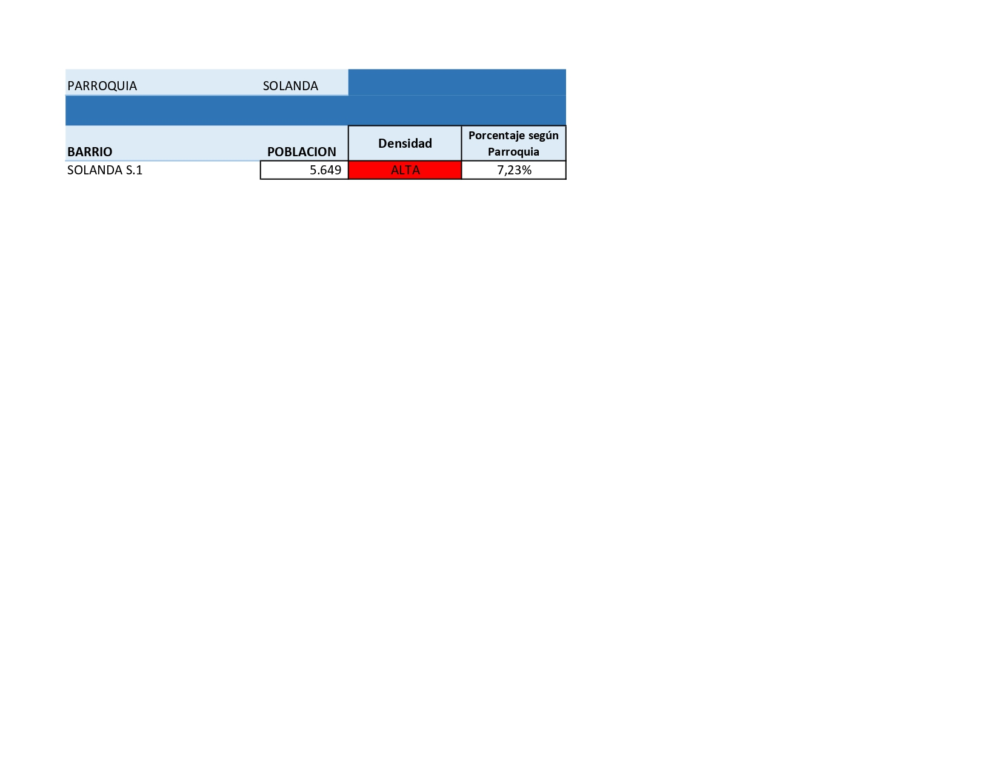 PARROQUIA SOLANDA
BARRIO POBLACION Densidad Porcentaje según
Parroquia
SOLANDA S.1 5.649 ALTA 7,23%